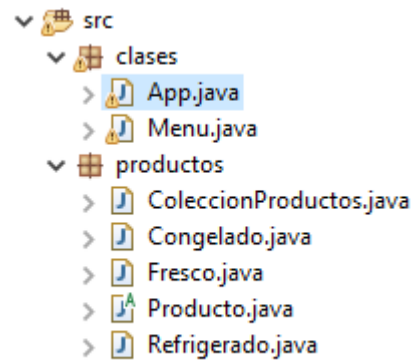 src
clases
App.java
Menu.java
productos
ColeccionProductos.java
Congelado.java
Fresco.java
Producto.java
Refrigerado.java